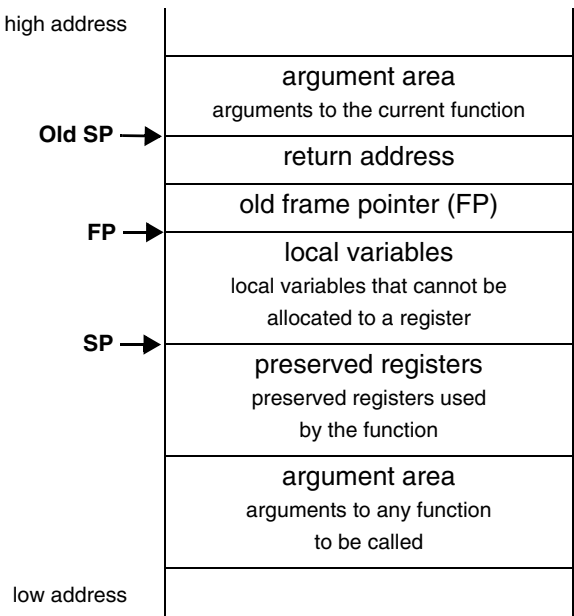 high address
argument area
arguments to the current function
Old SP
return address
old frame pointer (FP)
FP
local variables
local variables that cannot be
allocated to a register
SP
preserved registers
preserved registers used
by the function
argument area
arguments to any function
to be called
low address